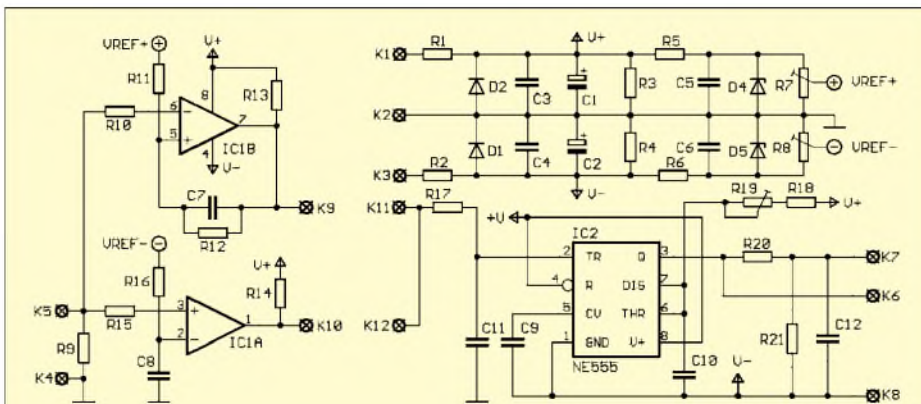 VREF+
V+
R11
R13
8
6
7
R10
5
IC1B
4
V-
C7
K9
R12
VREF-
V+
R16
R14
K5
3
1
R15
K10
2
IC1A
R9
C8
K4
K1
R1
V+
R5
D2
C3
C1
R3
C5
D4
R7
VREF+
K2
D1
C4
C2
R4
C6
D5
R8
VREF-
K3
R2
R6
V-
K11
R17
+V
R19
R18
V+
IC2
2
TR
Q
3
R20
K7
4
R
DIS
7
K6
5
CV
THR
6
K12
C11
C9
1
GND
V+
8
R21
C12
NE555
C10
V-
K8